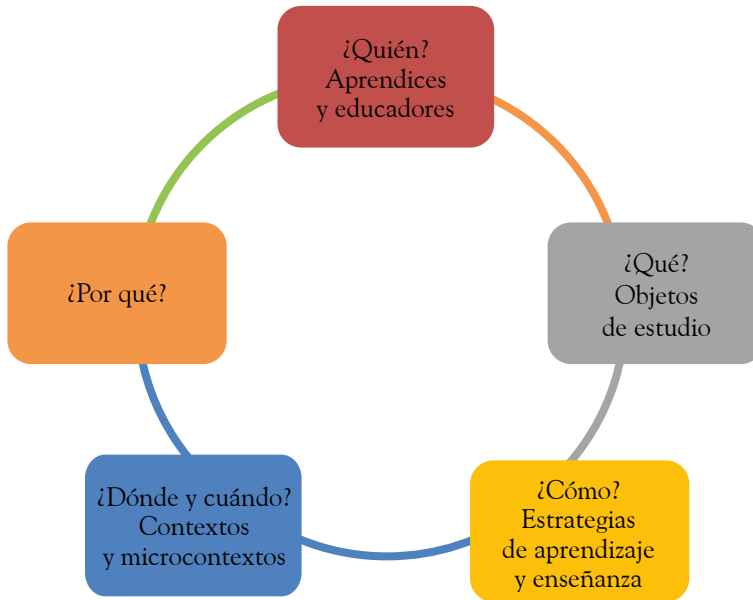 ¿Quién?
Aprendices
y educadores
¿Qué?
Objetos
de estudio
¿Cómo?
Estrategias
de aprendizaje
y enseñanza
¿Dónde y cuándo?
Contextos
y microcontextos
¿Por qué?